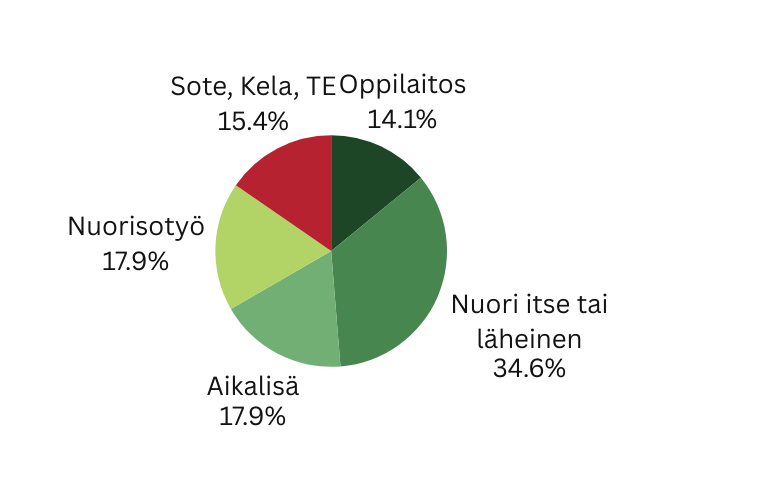 Sote, Kela, TE
15.4%
Oppilaitos
14.1%
Nuorisotyö
17.9%
Nuori itse tai
läheinen
34.6%
Aikalisä
17.9%